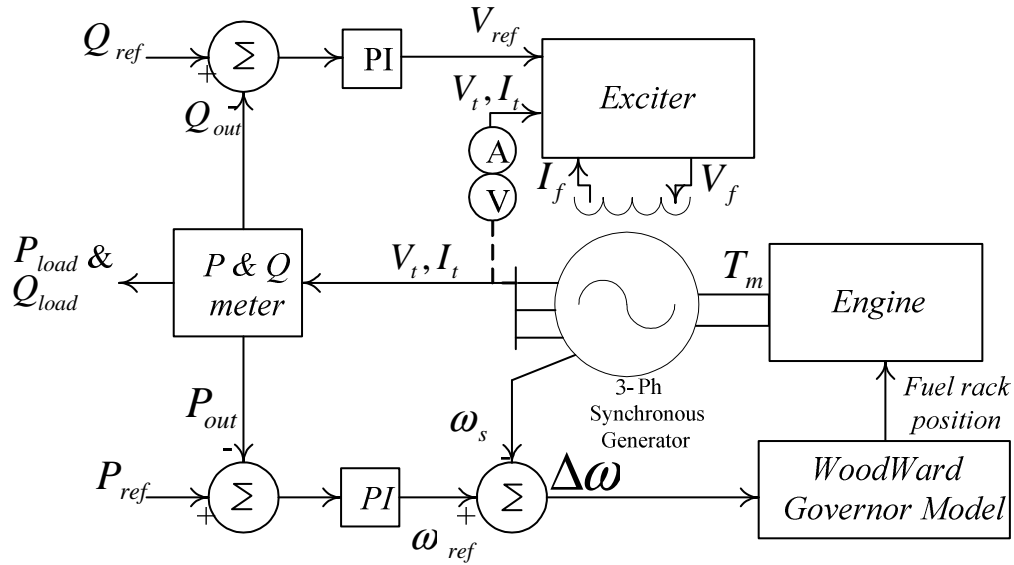 Q ref
+
Σ
PI
V ref
Exciter
V t , I t
Q out
-
A
V
I f
V f
P load &
Q load
P & Q
meter
V t , I t
T m
Engine
3- Ph
Synchronous
Generator
Fuel rack
position
P out
ω s
-
-
P ref
+
Σ
PI
ω ref
+
Σ
Δω
WoodWard
Governor Model